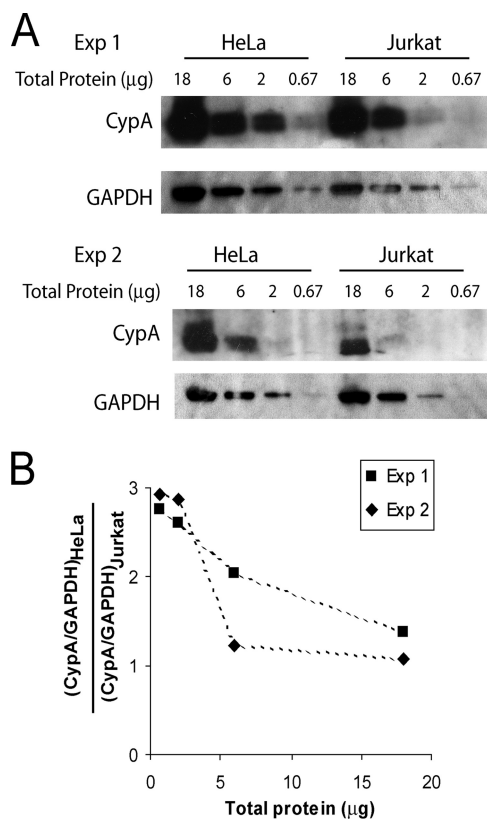 A
Exp 1 HeLa Jurkat
Total Protein (μg) 18 6 2 0.67 18 6 2 0.67
CypA
GAPDH
Exp 2 HeLa Jurkat
Total Protein (μg) 18 6 2 0.67 18 6 2 0.67
CypA
GAPDH
B
(CypA/GAPDH)HeLa
(CypA/GAPDH)Jurkat
Exp 1
Exp 2
3
2
1
0
0 5 10 15 20
Total protein (μg)